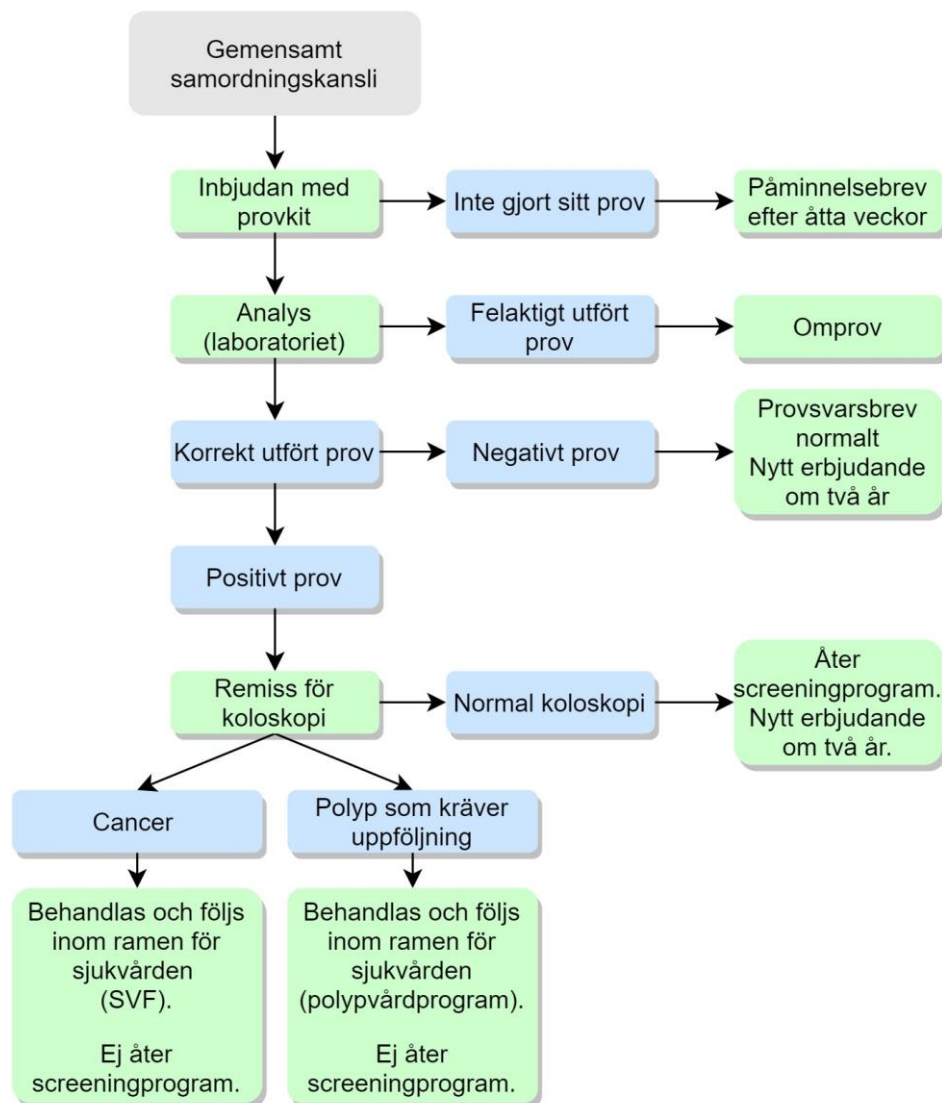 Gemensamt
samordningskansli
Inbjudan med
provkit
Inte gjort sitt prov
Påminnelsebrev
efter åtta veckor
Analys
(laboratoriet)
Felaktigt utfört
prov
Omprov
Korrekt utfört prov
Negativt prov
Provsvarsbrev
normalt
Nytt erbjudande
om två år
Positivt prov
Remiss för
koloskopi
Normal koloskopi
Åter
screeningprogram.
Nytt erbjudande
om två år.
Cancer
Polyp som kräver
uppföljning
Behandlas och följs
inom ramen för
sjukvården
(SVF).
Ej åter
screeningprogram.
Behandlas och följs
inom ramen för
sjukvården
(polypvårdprogram).
Ej åter
screeningprogram.